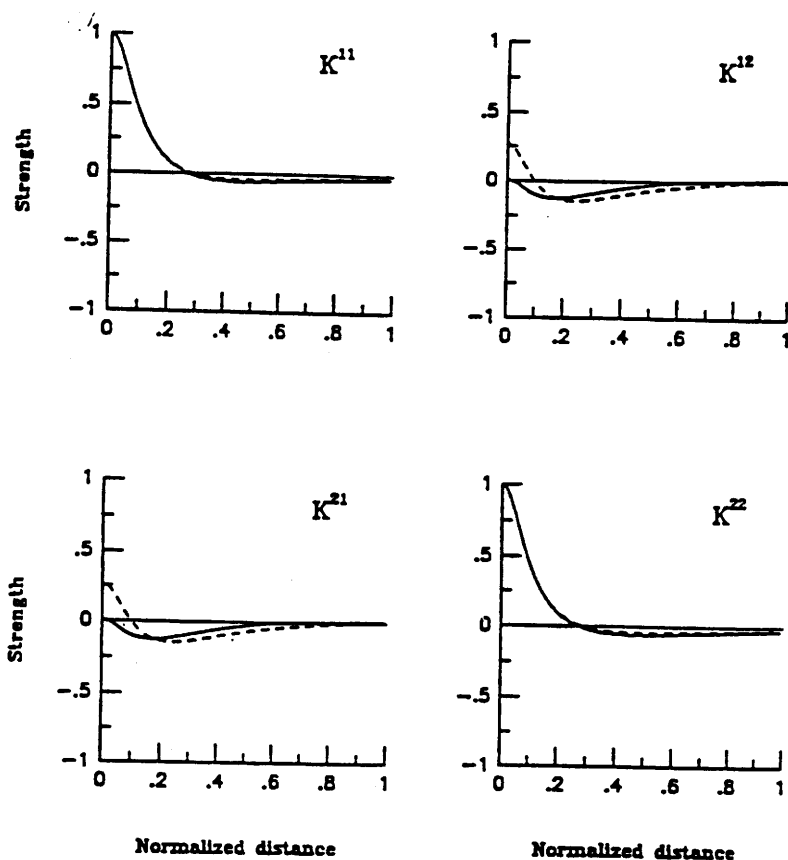 K¹¹
1
.5
0
-.5
-1
0 .2 .4 .6 .8 1
Strength
K¹²
1
.5
0
-.5
-1
0 .2 .4 .6 .8 1
K²¹
1
.5
0
-.5
-1
0 .2 .4 .6 .8 1
Strength
Normalized distance
K²²
1
.5
0
-.5
-1
0 .2 .4 .6 .8 1
Normalized distance